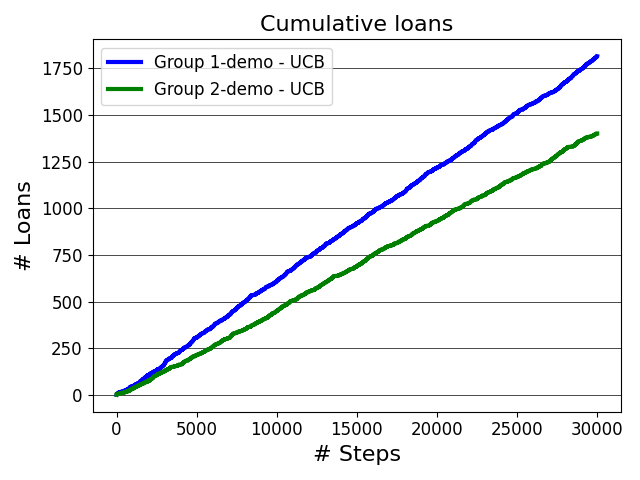 Cumulative loans
Group 1-demo - UCB
Group 2-demo - UCB
# Loans
1750
1500
1250
1000
750
500
250
0
0 5000 10000 15000 20000 25000 30000
# Steps